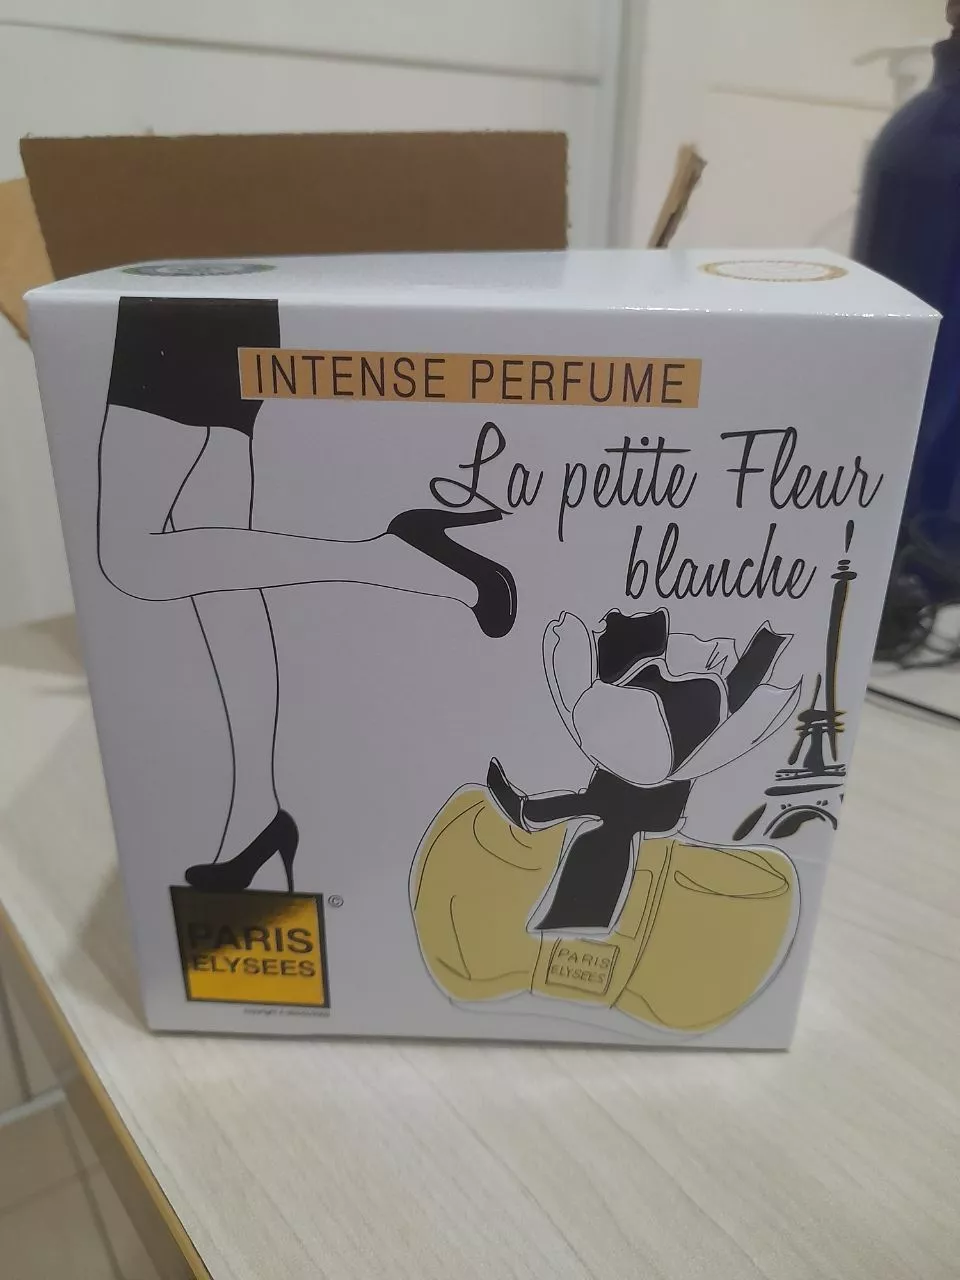 INTENSE PERFUME
La petite Fleur
blanche
PARIS
ELYSEES
©
PARIS
ELYSEES